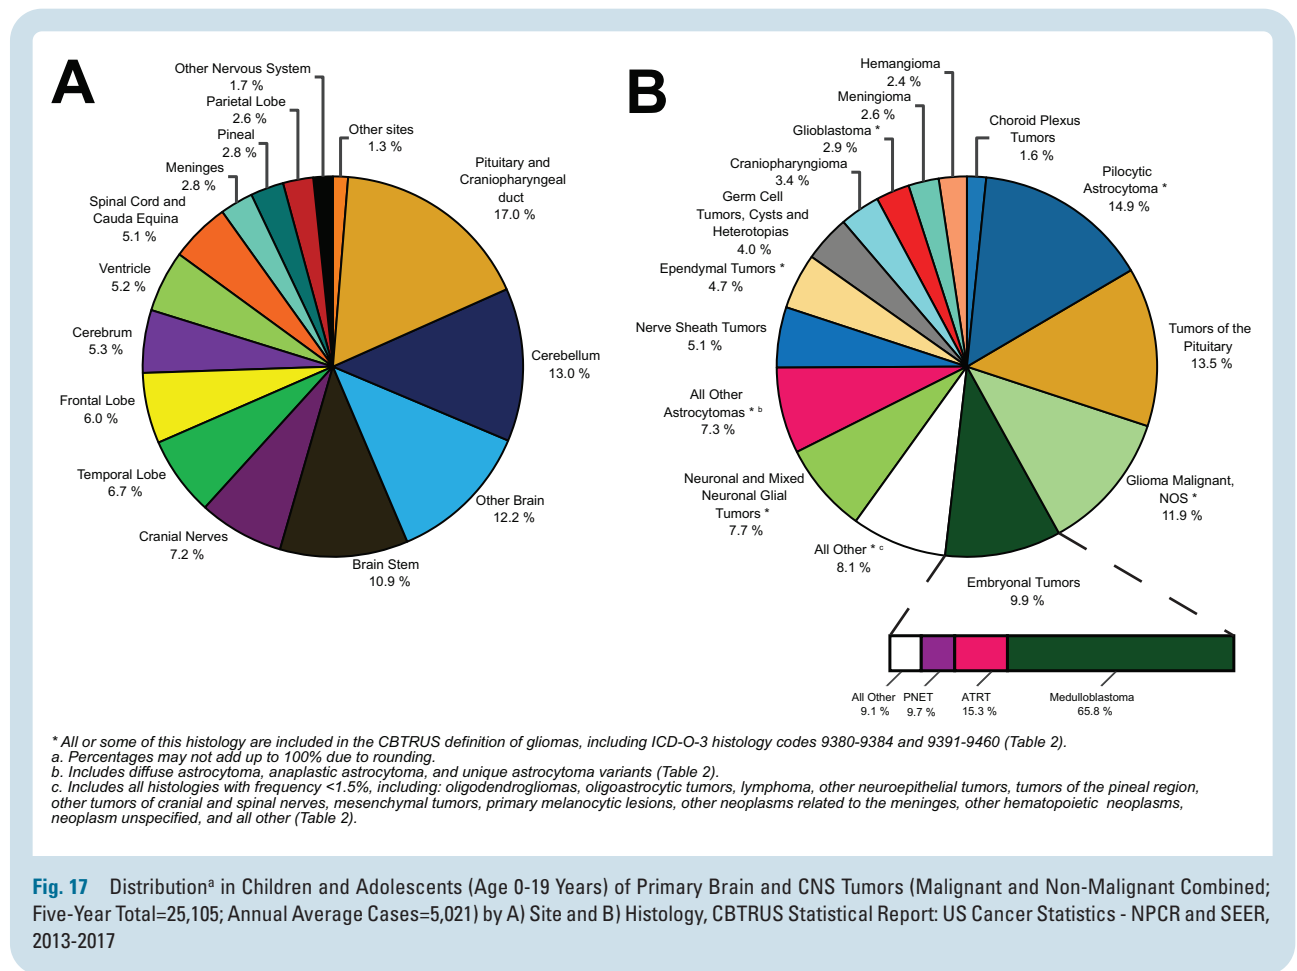 A
Other Nervous System
1.7 %
Parietal Lobe
2.6 %
Pineal
2.8 %
Meninges
2.8 %
Spinal Cord and
Cauda Equina
5.1 %
Ventricle
5.2 %
Cerebrum
5.3 %
Frontal Lobe
6.0 %
Temporal Lobe
6.7 %
Cranial Nerves
7.2 %
Brain Stem
10.9 %
Other Brain
12.2 %
Cerebellum
13.0 %
Pituitary and
Craniopharyngeal
duct
17.0 %
Other sites
1.3 %
B
Hemangioma
2.4 %
Meningioma
2.6 %
Glioblastoma *
2.9 %
Craniopharyngioma
3.4 %
Germ Cell
Tumors, Cysts and
Heterotopias
4.0 %
Ependymal Tumors *
4.7 %
Nerve Sheath Tumors
5.1 %
All Other
Astrocytomas * b
7.3 %
Neuronal and Mixed
Neuronal Glial
Tumors *
7.7 %
All Other * c
8.1 %
Embryonal Tumors
9.9 %
Glioma Malignant,
NOS *
11.9 %
Tumors of the
Pituitary
13.5 %
Pilocytic
Astrocytoma *
14.9 %
Choroid Plexus
Tumors
1.6 %
All Other
9.1 %
PNET
9.7 %
ATRT
15.3 %
Medulloblastoma
65.8 %
* All or some of this histology are included in the CBTRUS definition of gliomas, including ICD-O-3 histology codes 9380-9384 and 9391-9460 (Table 2).
a. Percentages may not add up to 100% due to rounding.
b. Includes diffuse astrocytoma, anaplastic astrocytoma, and unique astrocytoma variants (Table 2).
c. Includes all histologies with frequency <1.5%, including: oligodendrogliomas, oligoastrocytic tumors, lymphoma, other neuroepithelial tumors, tumors of the pineal region,
other tumors of cranial and spinal nerves, mesenchymal tumors, primary melanocytic lesions, other neoplasms related to the meninges, other hematopoietic neoplasms,
neoplasm unspecified, and all other (Table 2).
Fig. 17 Distributionᵃ in Children and Adolescents (Age 0-19 Years) of Primary Brain and CNS Tumors (Malignant and Non-Malignant Combined;
Five-Year Total=25,105; Annual Average Cases=5,021) by A) Site and B) Histology, CBTRUS Statistical Report: US Cancer Statistics - NPCR and SEER,
2013-2017